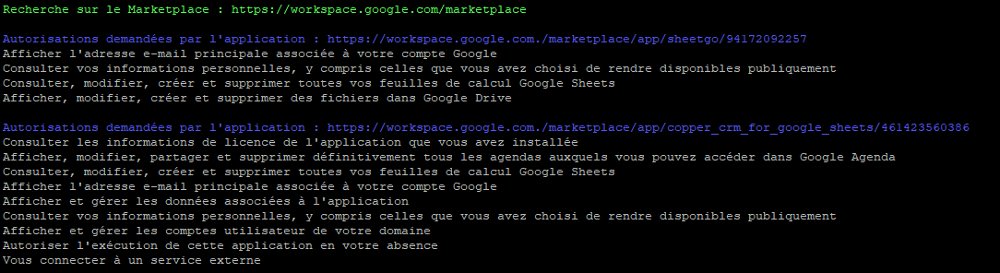 Recherche sur le Marketplace : https://workspace.google.com/marketplace
Autorisations demandées par l'application : https://workspace.google.com./marketplace/app/sheetgo/94172092257
Afficher l'adresse e-mail principale associée à votre compte Google
Consulter vos informations personnelles, y compris celles que vous avez choisi de rendre disponibles publiquement
Consulter, modifier, créer et supprimer toutes vos feuilles de calcul Google Sheets
Afficher, modifier, créer et supprimer des fichiers dans Google Drive
Autorisations demandées par l'application : https://workspace.google.com./marketplace/app/copper_crm_for_google_sheets/461423560386
Consulter les informations de licence de l'application que vous avez installée
Afficher, modifier, partager et supprimer définitivement tous les agendas auxquels vous pouvez accéder dans Google Agenda
Consulter, modifier, créer et supprimer toutes vos feuilles de calcul Google Sheets
Afficher l'adresse e-mail principale associée à votre compte Google
Afficher et gérer les données associées à l'application
Consulter vos informations personnelles, y compris celles que vous avez choisi de rendre disponibles publiquement
Afficher et gérer les comptes utilisateur de votre domaine
Autoriser l'exécution de cette application en votre absence
Vous connecter à un service externe